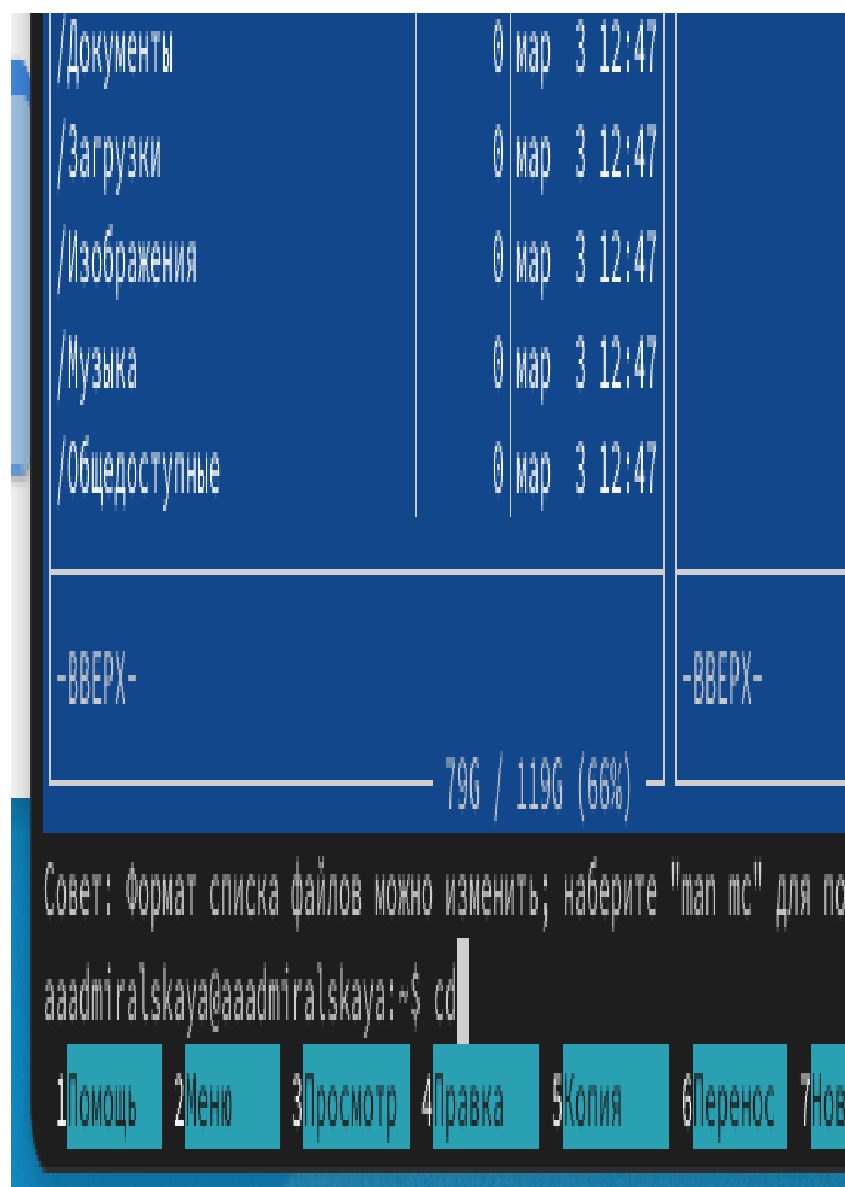 /Документы 0 мар 3 12:47
/Загрузки 0 мар 3 12:47
/Изображения 0 мар 3 12:47
/Музыка 0 мар 3 12:47
/Общедоступные 0 мар 3 12:47
-ВВЕРХ- -ВВЕРХ-
79G / 119G (66%)
Совет: Формат списка файлов можно изменить; наберите "man mc" для по
aaadmiralskaya@aaadmiralskaya:~$ cd
1Помощь 2Меню 3Просмотр 4Правка 5Копия 6Перенос 7Нов